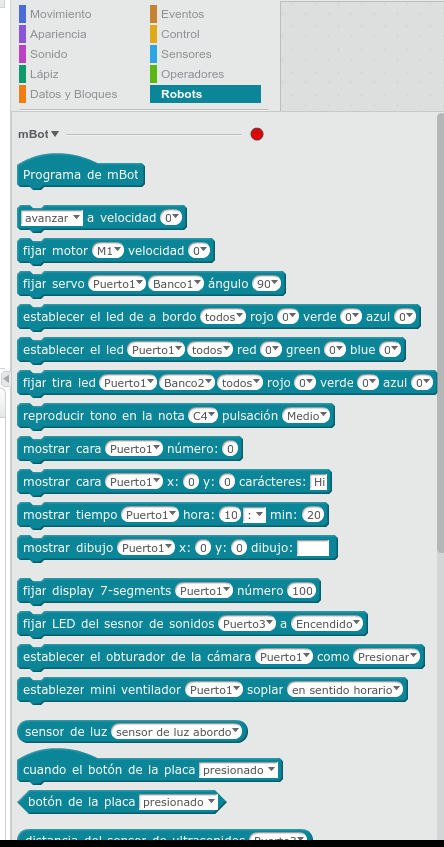 Movimiento Eventos
Apariencia Control
Sonido Sensores
Lápiz Operadores
Datos y Bloques Robots
mBot
Programa de mBot
avanzar a velocidad 0
fijar motor M1 velocidad 0
fijar servo Puerto1 Banco1 ángulo 90
establecer el led de a bordo todos rojo 0 verde 0 azul 0
establecer el led Puerto1 todos red 0 green 0 blue 0
fijar tira led Puerto1 Banco2 todos rojo 0 verde 0 azul 0
reproducir tono en la nota C4 pulsación Medio
mostrar cara Puerto1 número: 0
mostrar cara Puerto1 x: 0 y: 0 carácteres: Hi
mostrar tiempo Puerto1 hora: 10 : min: 20
mostrar dibujo Puerto1 x: 0 y: 0 dibujo:
fijar display 7-segments Puerto1 número 100
fijar LED del sesnor de sonidos Puerto3 a Encendido
establecer el obturador de la cámara Puerto1 como Presionar
establezer mini ventilador Puerto1 soplar en sentido horario
sensor de luz sensor de luz abordo
cuando el botón de la placa presionado
botón de la placa presionado
distancia del sensor de ultrasonidos Puerto3